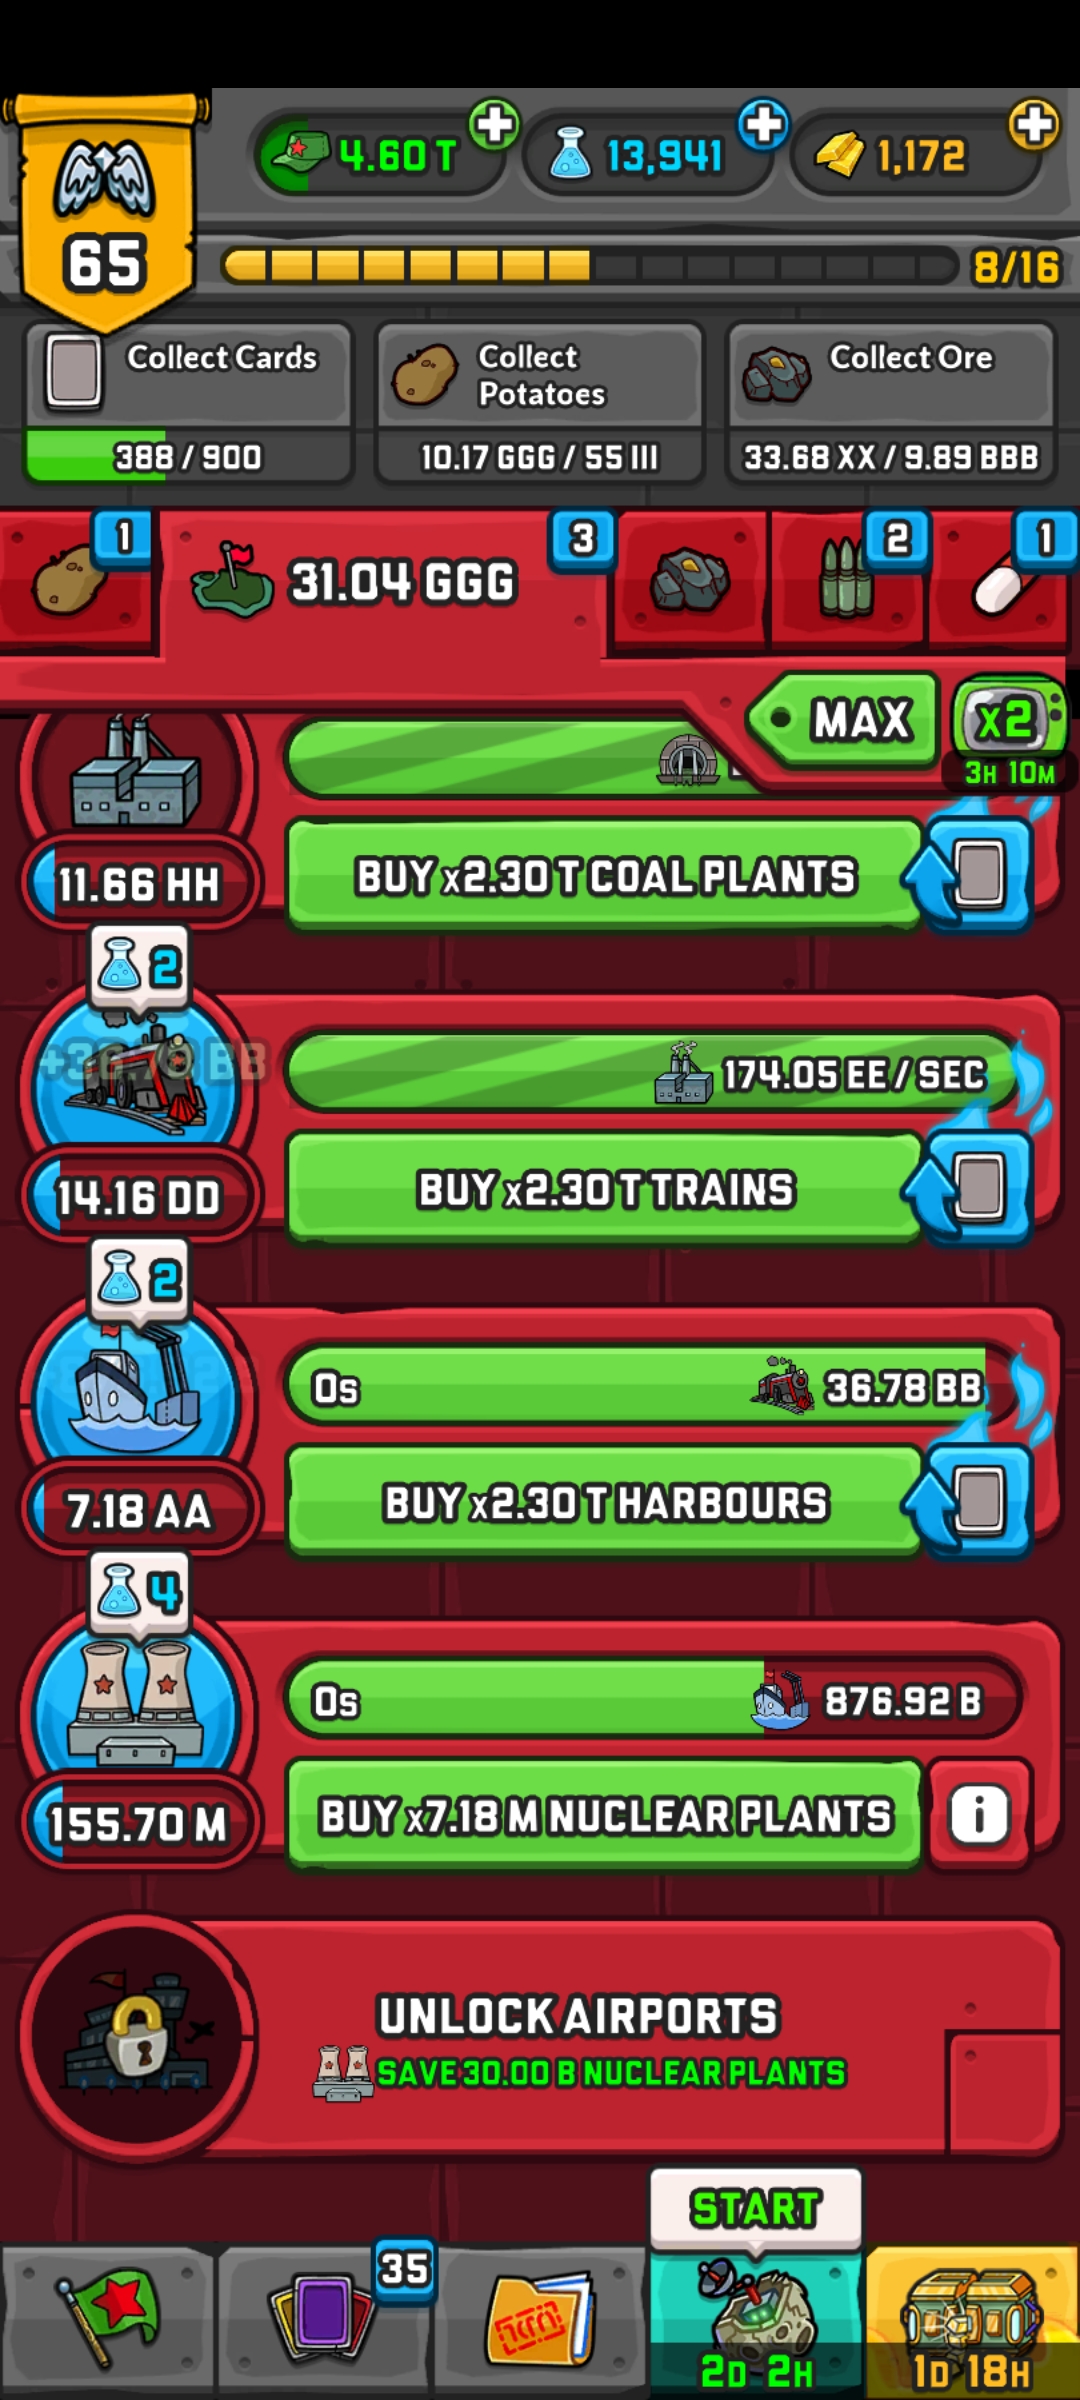 4.60 T
13,941
1,172
65
8/16
Collect Cards
388 / 900
Collect
Potatoes
10.17 GGG / 55 III
Collect Ore
33.68 XX / 9.89 BBB
1
31.04 GGG
3
2
1
MAX
x2
3H 10M
11.66 HH
BUY x2.30 T COAL PLANTS
2
174.05 EE / SEC
14.16 DD
BUY x2.30 T TRAINS
2
0s
36.78 BB
7.18 AA
BUY x2.30 T HARBOURS
4
0s
876.92 B
155.70 M
BUY x7.18 M NUCLEAR PLANTS
i
UNLOCK AIRPORTS
SAVE 30.00 B NUCLEAR PLANTS
START
35
2D 2H
1D 18H